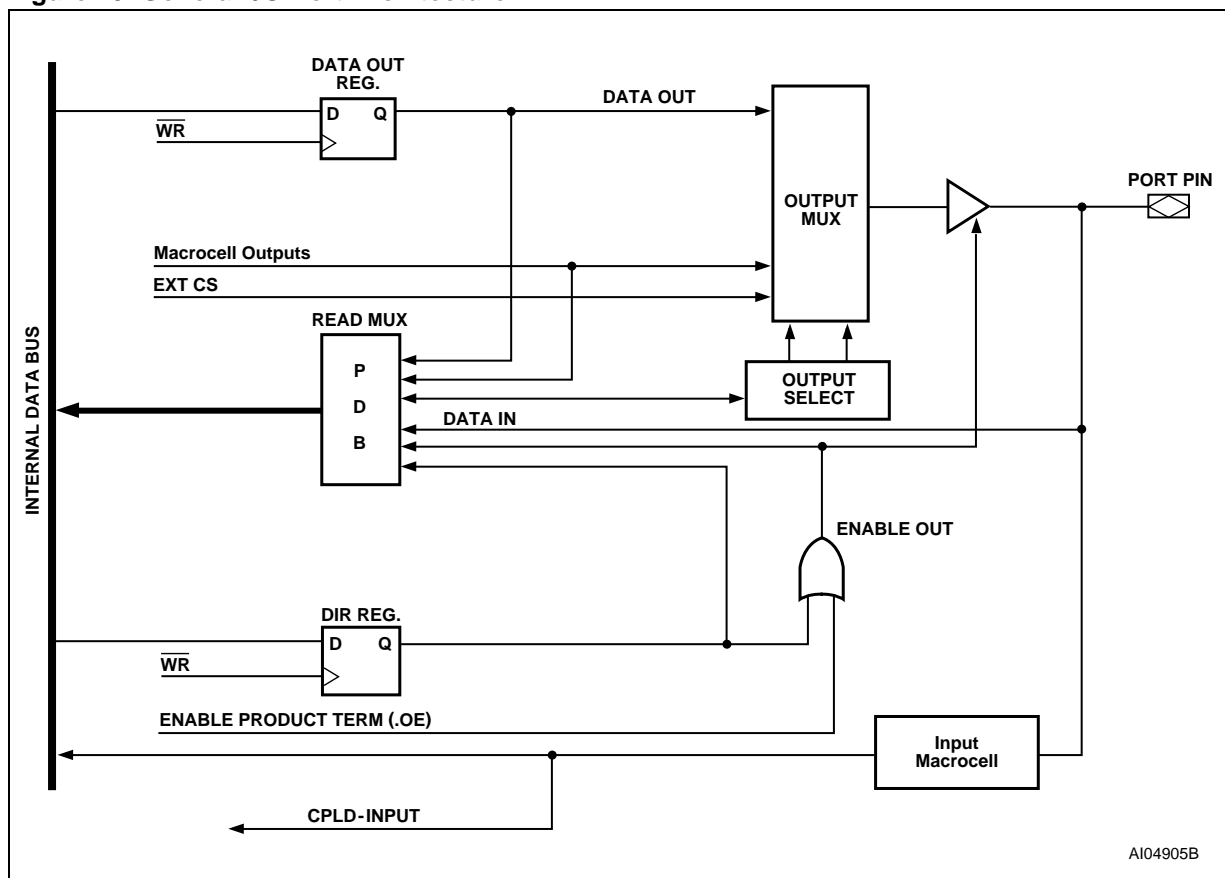 DATA OUT
REG.
D Q
DATA OUT
WR
OUTPUT
MUX
PORT PIN
Macrocell Outputs
EXT CS
READ MUX
P
D
B
OUTPUT
SELECT
DATA IN
INTERNAL DATA BUS
ENABLE OUT
DIR REG.
D Q
WR
ENABLE PRODUCT TERM (.OE)
Input
Macrocell
CPLD-INPUT
AI04905B